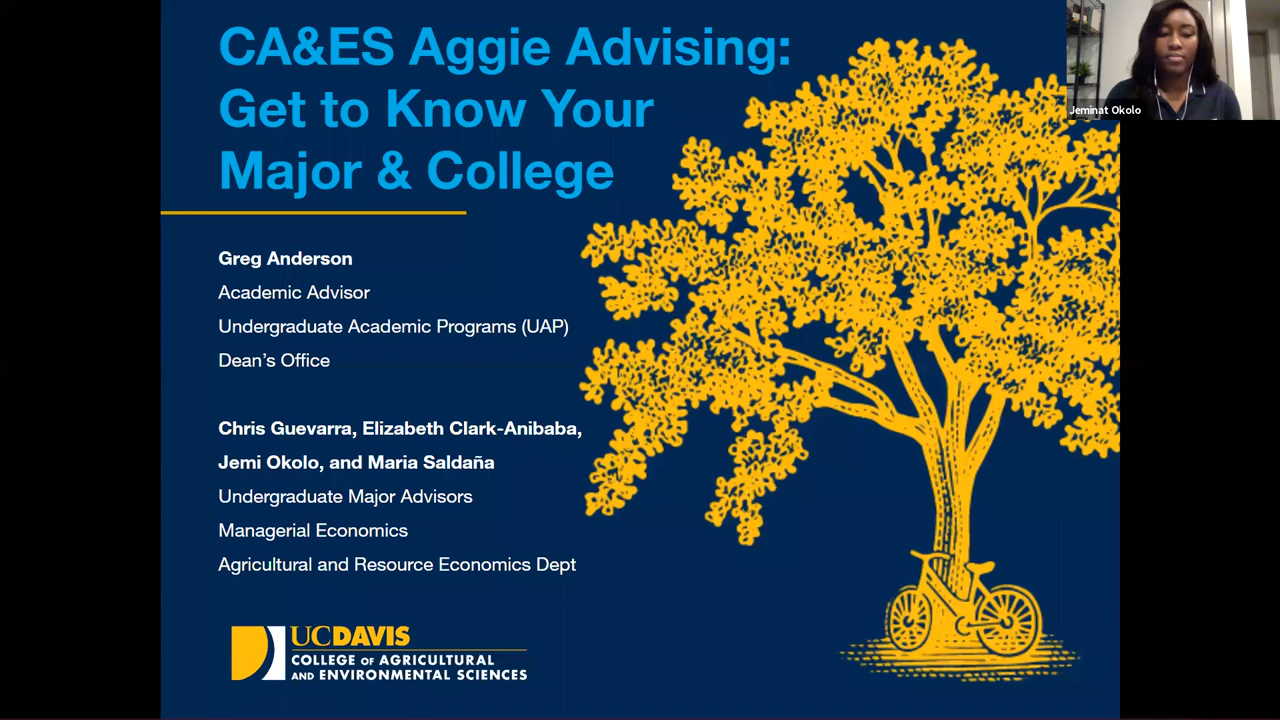 CA&ES Aggie Advising:
Get to Know Your
Major & College
Jeminat Okolo
Greg Anderson
Academic Advisor
Undergraduate Academic Programs (UAP)
Dean's Office
Chris Guevarra, Elizabeth Clark-Anibaba,
Jemi Okolo, and Maria Saldaña
Undergraduate Major Advisors
Managerial Economics
Agricultural and Resource Economics Dept
UCDAVIS
COLLEGE OF AGRICULTURAL
AND ENVIRONMENTAL SCIENCES